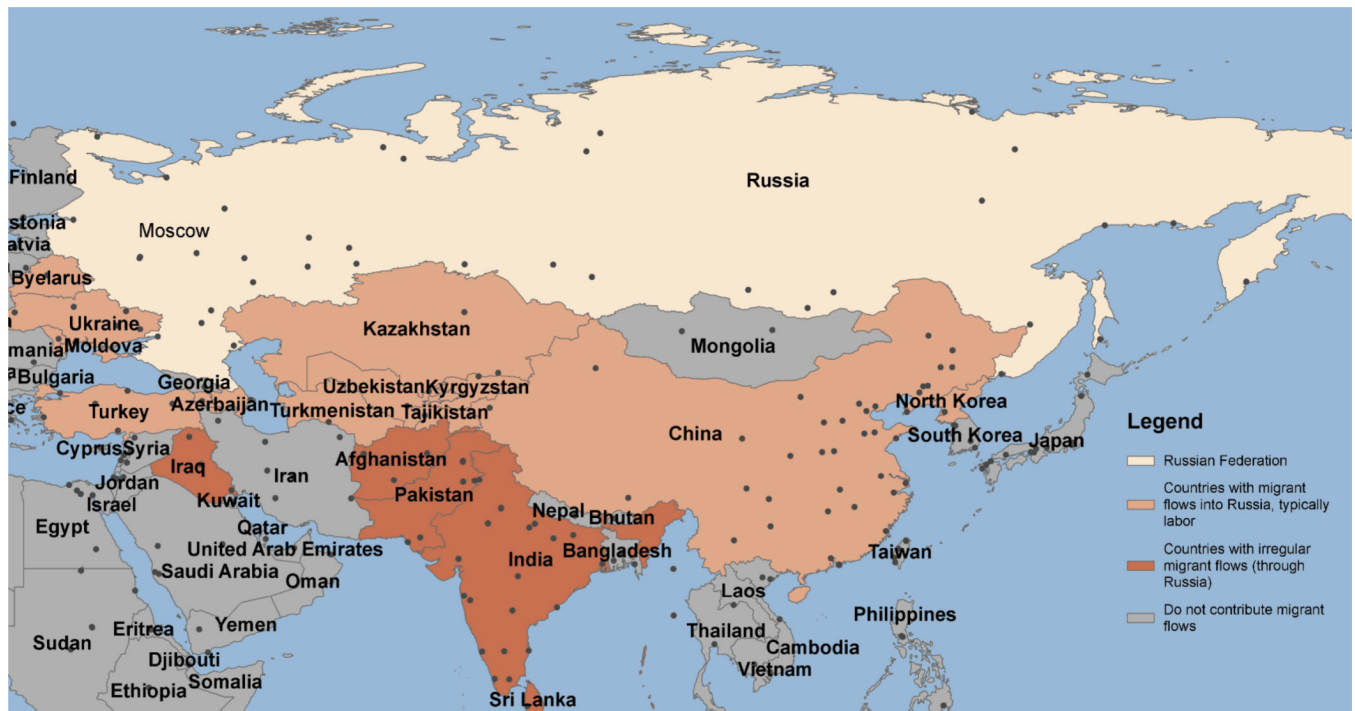 Finland
Russia
stonia
Moscow
atvia
Byelarus
Ukraine
Kazakhstan
Moldova
Mongolia
mania
Bulgaria
Georgia
Uzbekistan
Kyrgyzstan
Azerbaijan
Turkmenistan
Tajikistan
North Korea
ce
Turkey
China
South Korea
Japan
Cyprus
Syria
Iraq
Iran
Afghanistan
Jordan
Israel
Kuwait
Pakistan
Egypt
Qatar
Nepal
Bhutan
United Arab Emirates
India
Bangladesh
Taiwan
Saudi Arabia
Oman
Laos
Philippines
Sudan
Eritrea
Yemen
Thailand
Cambodia
Djibouti
Vietnam
Somalia
Ethiopia
Sri Lanka
Legend
Russian Federation
Countries with migrant
flows into Russia, typically
labor
Countries with irregular
migrant flows (through
Russia)
Do not contribute migrant
flows